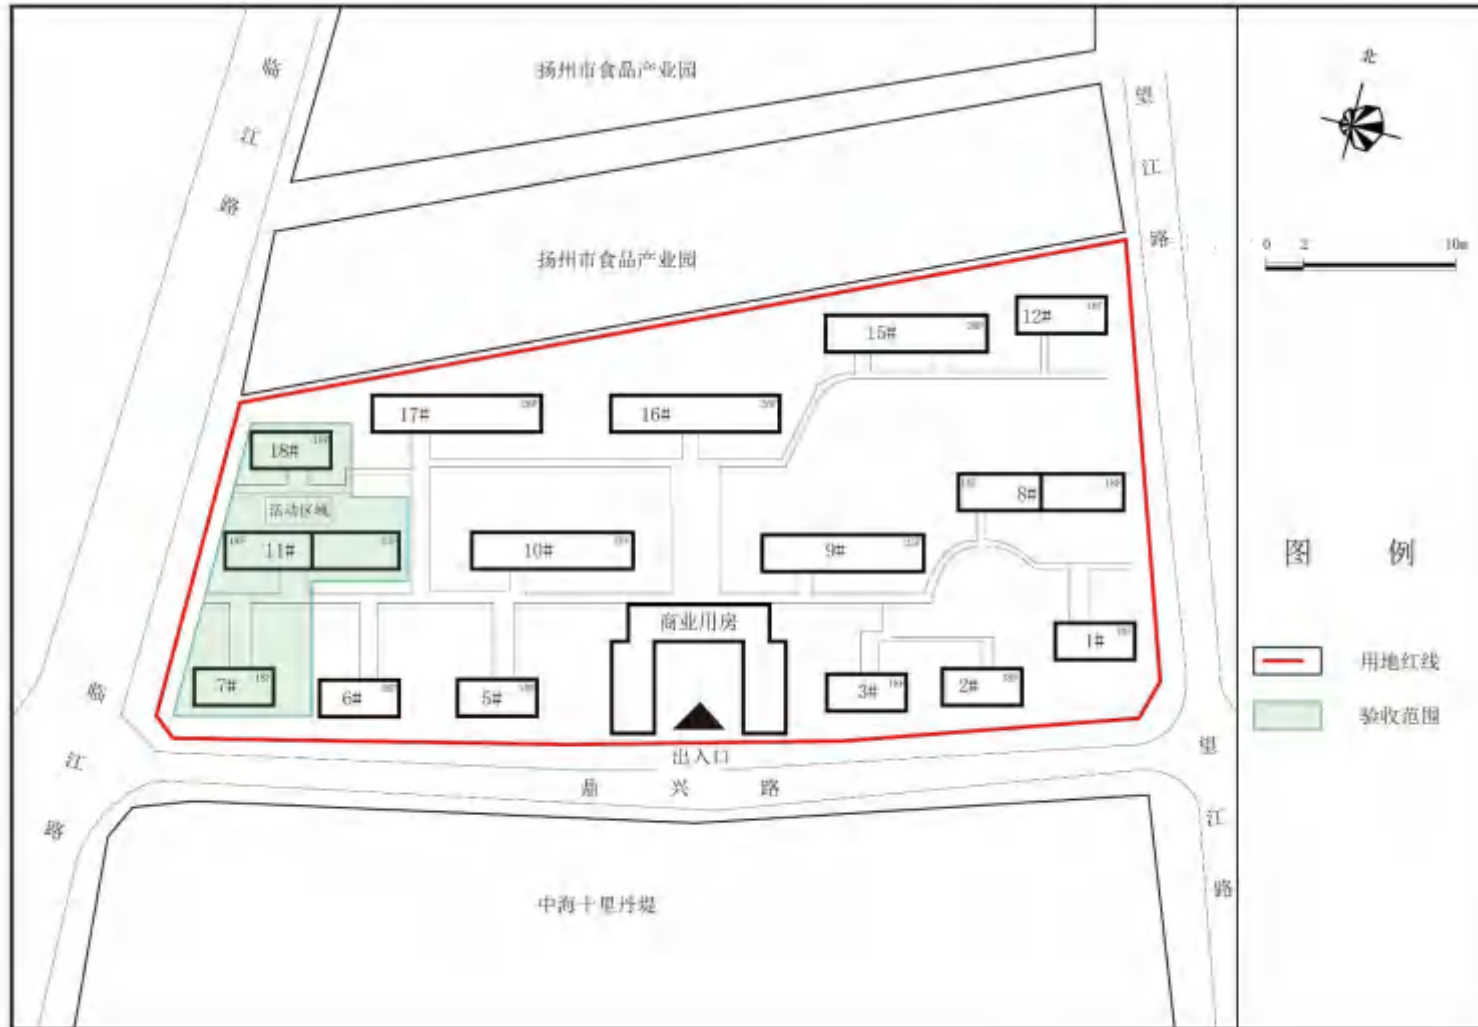 扬州市食品产业园
北
临江路
望江路
0 2 10m
扬州市食品产业园
12#
15#
17#
16#
18#
8#
18F
活动区域
11#
10#
9#
图 例
商业用房
1#
用地红线
7#
6#
5#
3#
2#
18F
验收范围
出入口
鼎兴路
临江路
望江路
中海十里丹堤